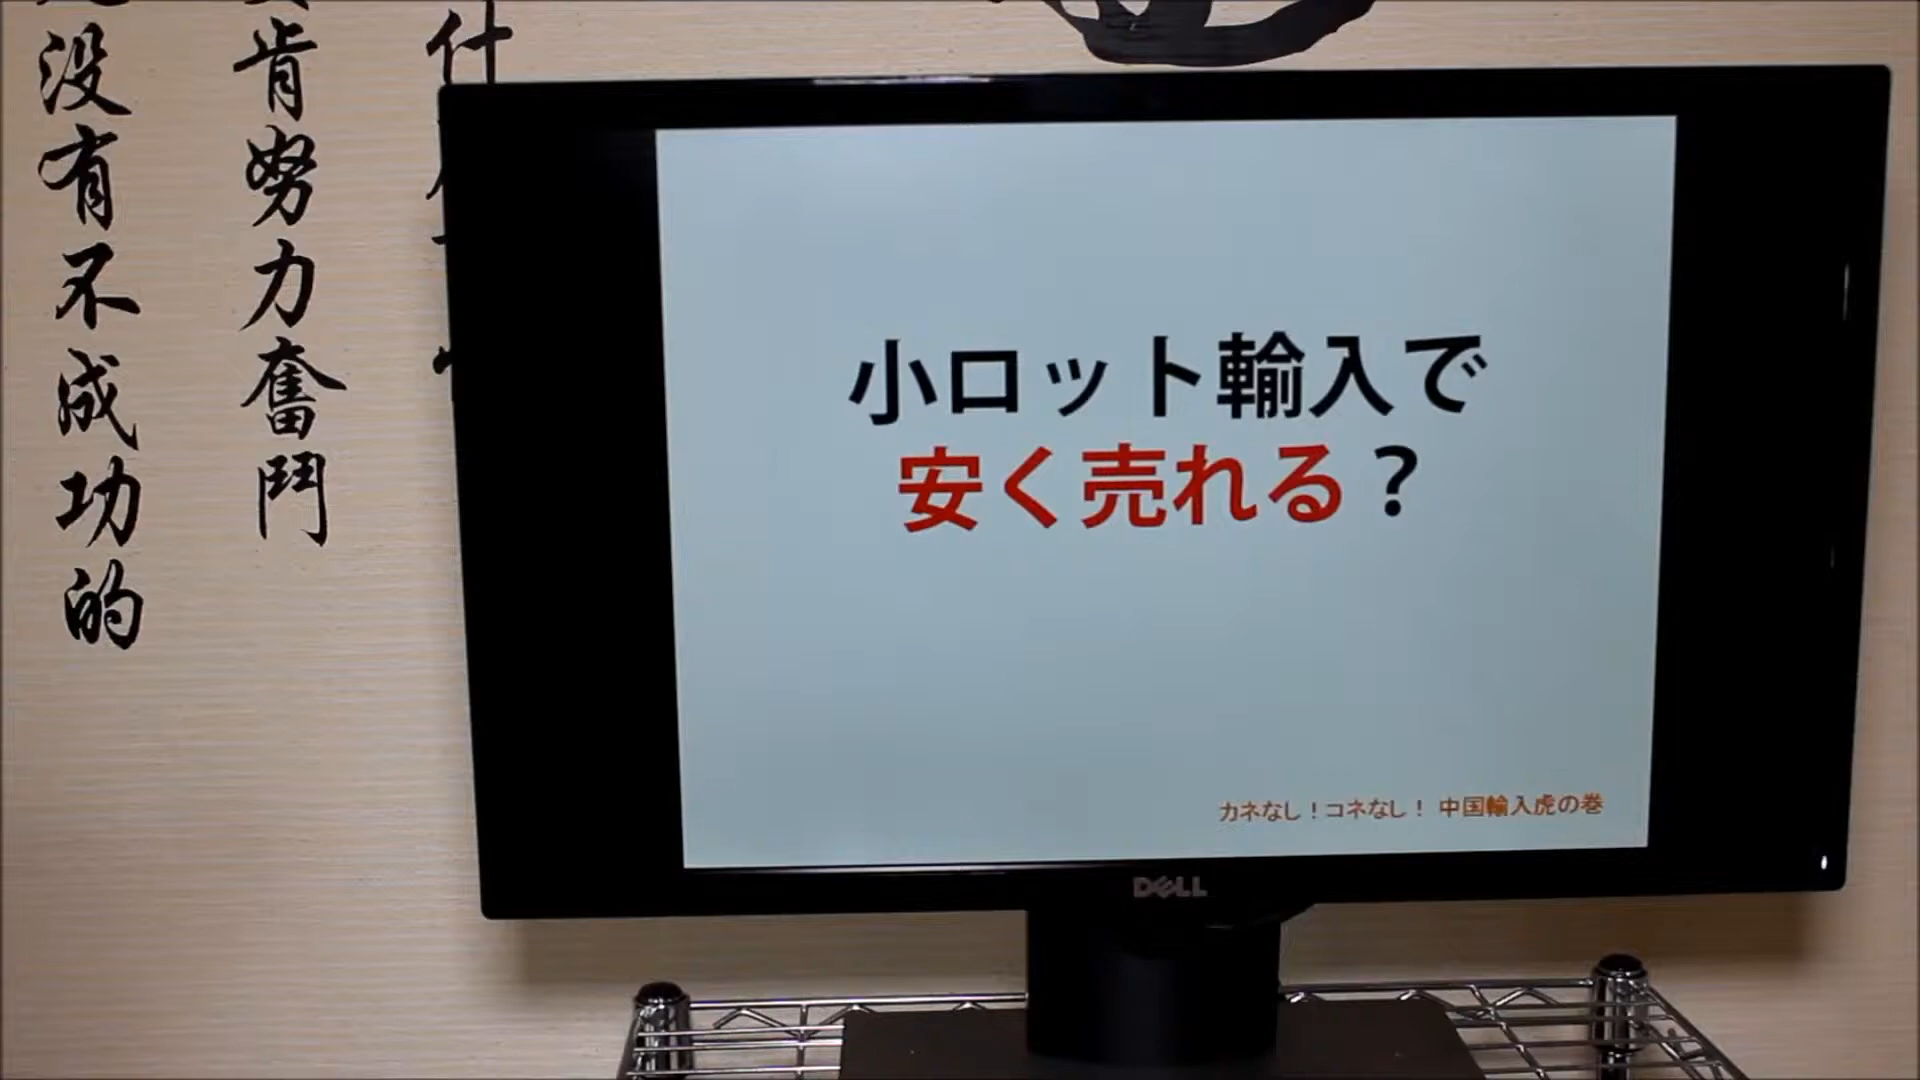 什
肯努力奮鬥
没有不成功的
小ロット輸入で
安く売れる？
カネなし！コネなし！ 中国輸入虎の巻
DELL